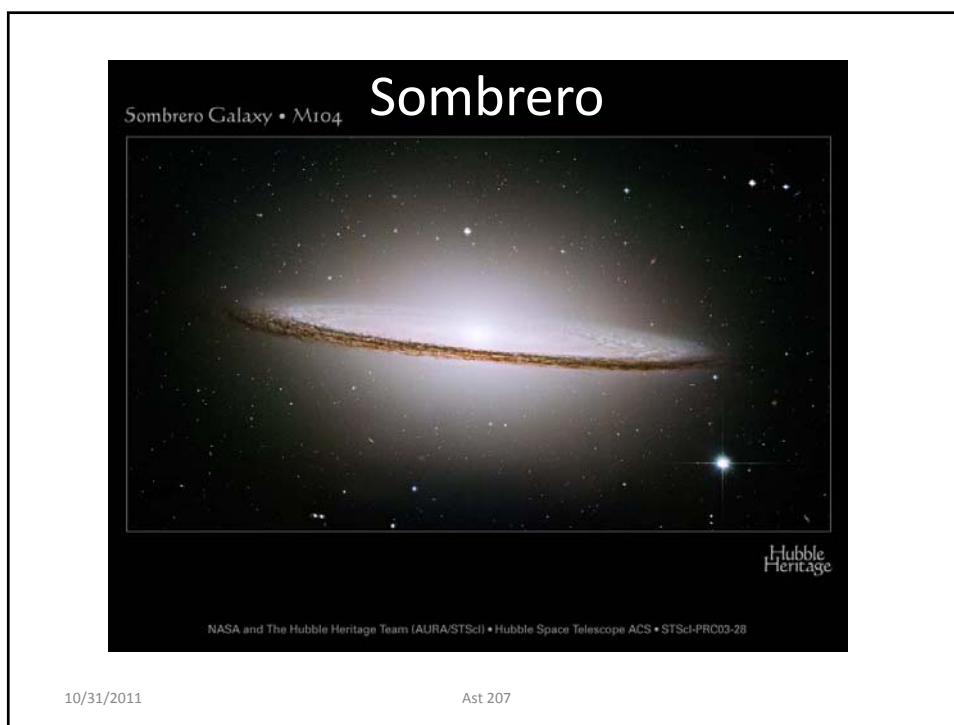 Sombrero
Sombrero Galaxy • M104
Hubble
Heritage
NASA and The Hubble Heritage Team (AURA/STScI) • Hubble Space Telescope ACS • STScI-PRC03-28
10/31/2011
Ast 207